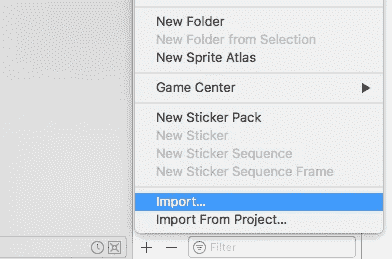 New Folder
New Folder from Selection
New Sprite Atlas
Game Center
New Sticker Pack
New Sticker
New Sticker Sequence
New Sticker Sequence Frame
Import...
Import From Project...
Filter